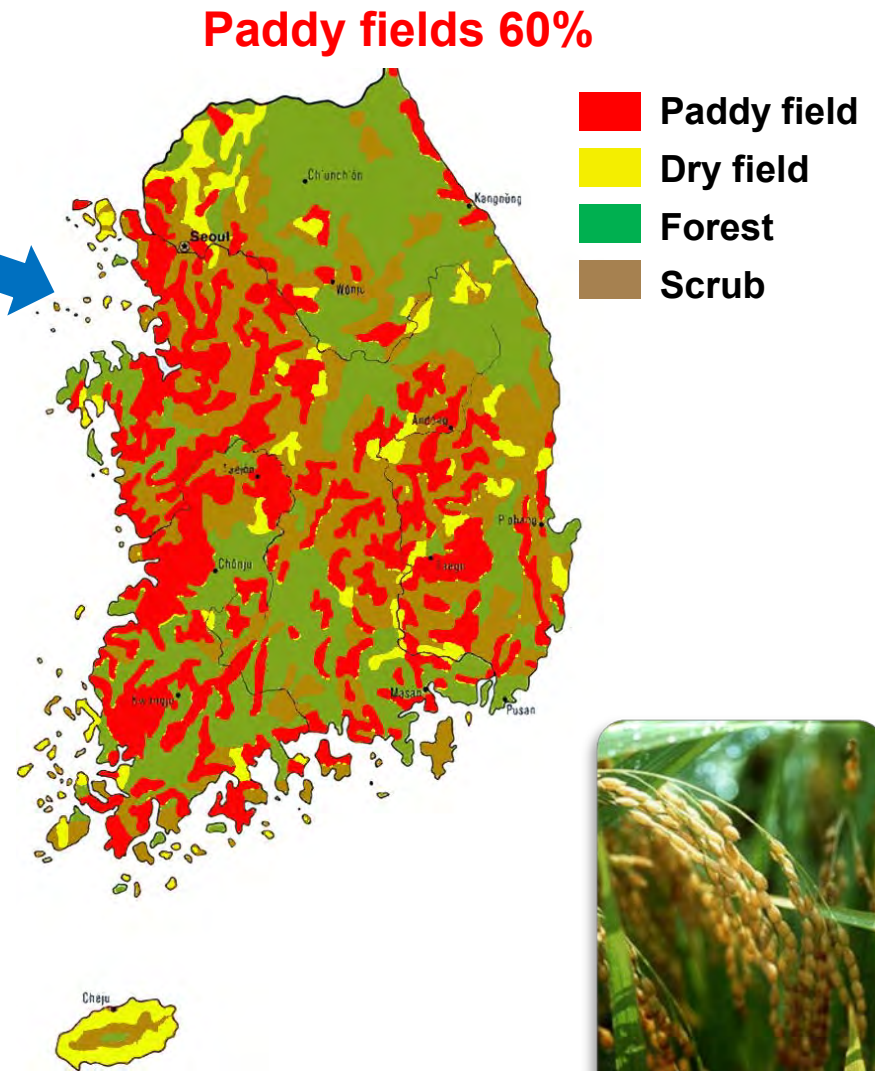 Paddy fields 60%
Paddy field
Dry field
Forest
Scrub
Ch'unch'ŏn
Kangnŭng
Seoul
Wŏnju
Andong
Taejŏn
P'ohang
Chŏnju
Taegu
Kwangju
Masan
Pusan
Cheju